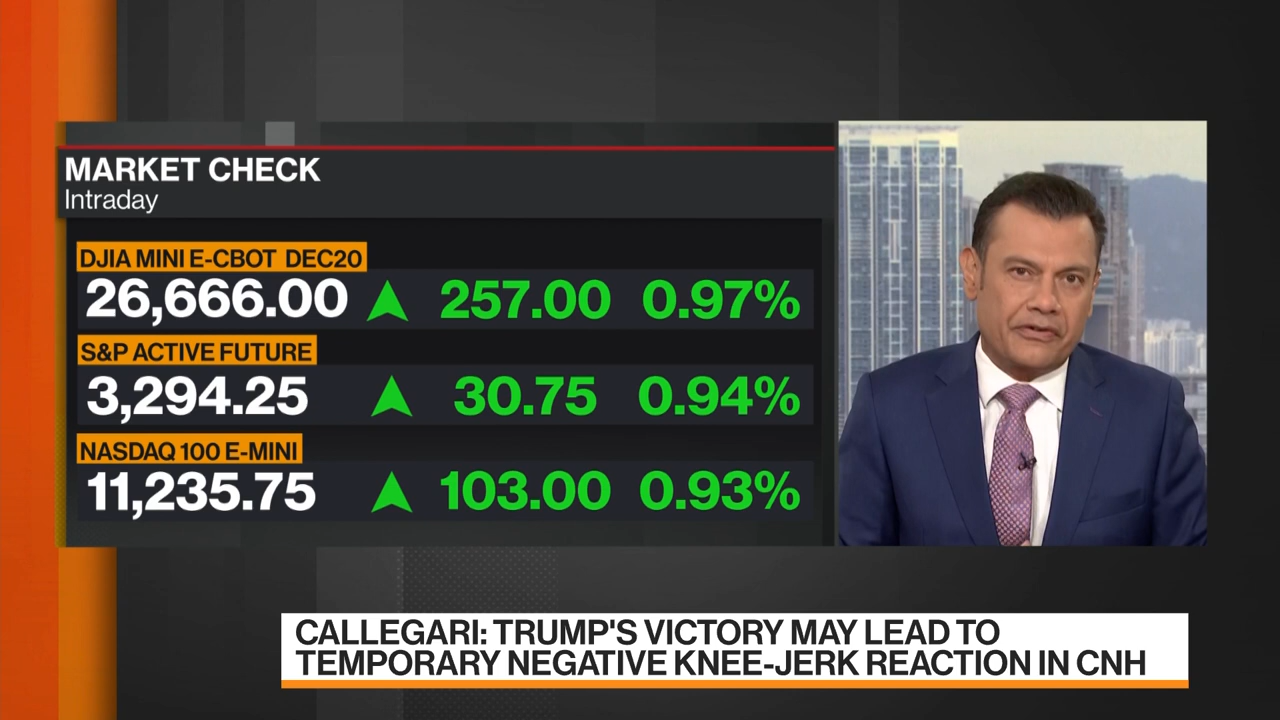 MARKET CHECK
Intraday
DJIA MINI E-CBOT DEC20
26,666.00 257.00 0.97%
S&P ACTIVE FUTURE
3,294.25 30.75 0.94%
NASDAQ 100 E-MINI
11,235.75 103.00 0.93%
CALLEGARI: TRUMP'S VICTORY MAY LEAD TO
TEMPORARY NEGATIVE KNEE-JERK REACTION IN CNH